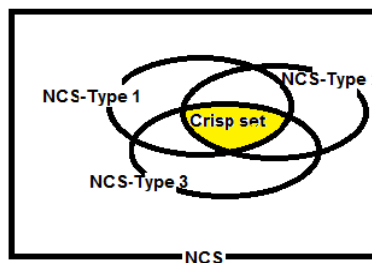 NCS-Type
NCS-Type 1
Crisp set
NCS-Type 3
NCS